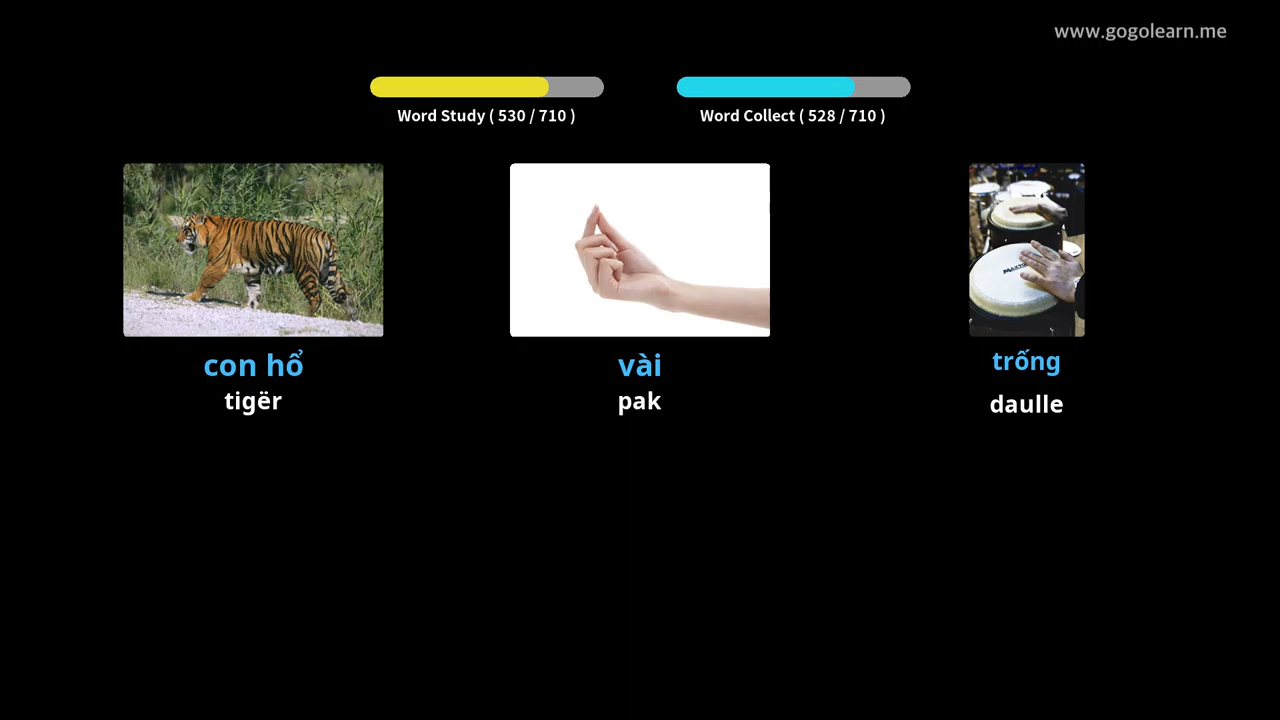 www.gogolearn.me
Word Study ( 530 / 710 )
Word Collect ( 528 / 710 )
con hổ
tigër
vài
pak
trống
daulle